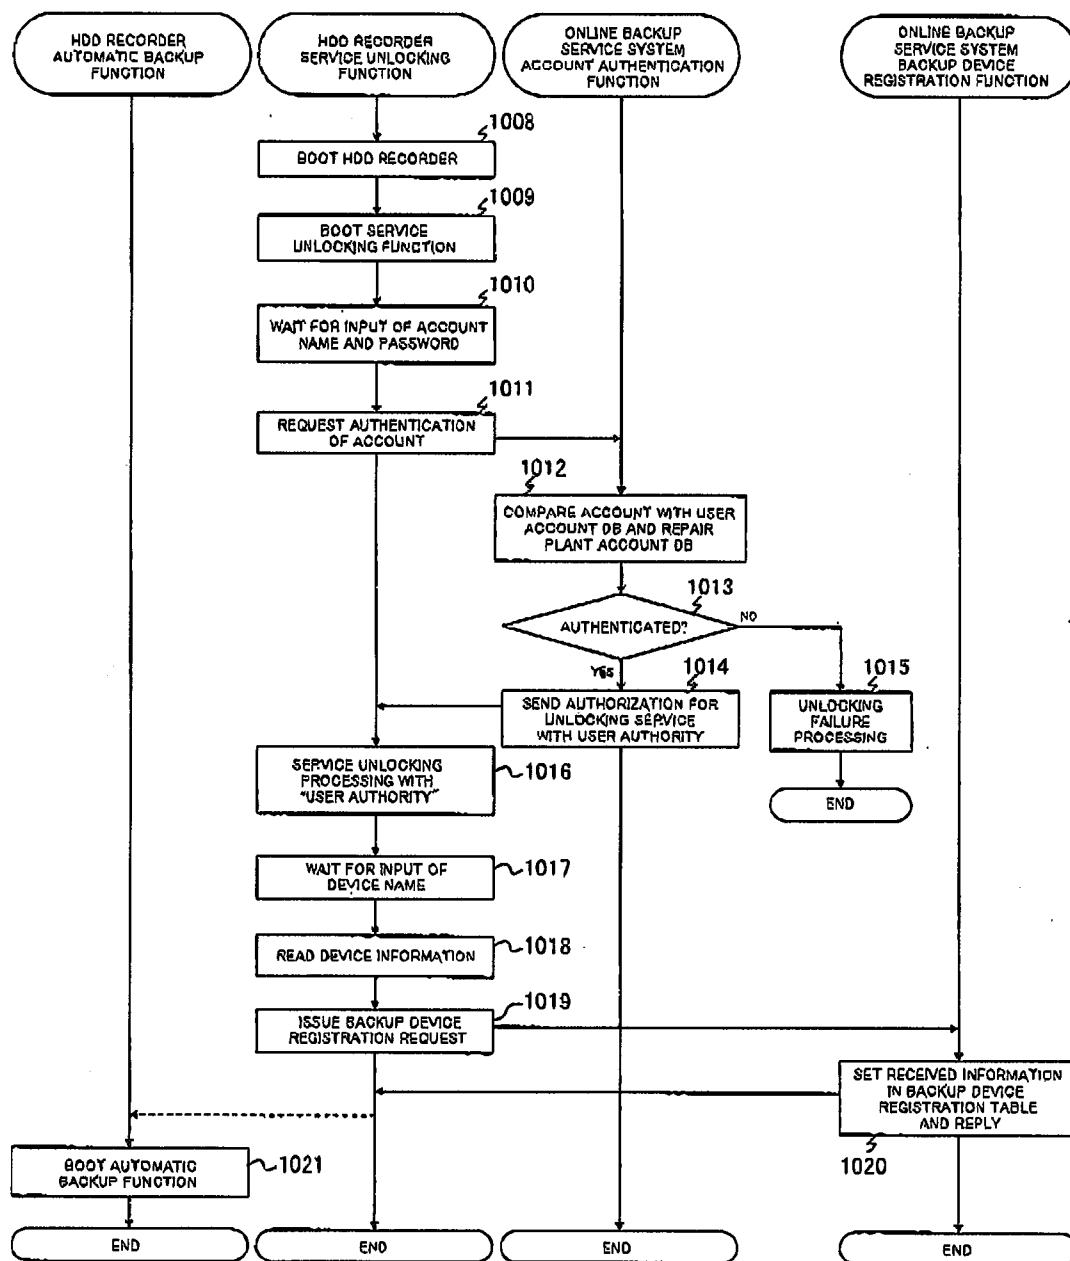 HDD RECORDER
AUTOMATIC BACKUP
FUNCTION
HDD RECORDER
SERVICE UNLOCKING
FUNCTION
ONLINE BACKUP
SERVICE SYSTEM
ACCOUNT AUTHENTICATION
FUNCTION
ONLINE BACKUP
SERVICE SYSTEM
BACKUP DEVICE
REGISTRATION FUNCTION
1008
BOOT HDD RECORDER
1009
BOOT SERVICE
UNLOCKING FUNCTION
1010
WAIT FOR INPUT OF ACCOUNT
NAME AND PASSWORD
1011
REQUEST AUTHENTICATION
OF ACCOUNT
1012
COMPARE ACCOUNT WITH USER
ACCOUNT DB AND REPAIR
PLANT ACCOUNT DB
1013
AUTHENTICATED?
NO
YES
1014
SEND AUTHORIZATION FOR
UNLOCKING SERVICE
WITH USER AUTHORITY
1015
UNLOCKING
FAILURE
PROCESSING
END
SERVICE UNLOCKING
PROCESSING WITH
"USER AUTHORITY"
1016
WAIT FOR INPUT OF
DEVICE NAME
1017
READ DEVICE INFORMATION
1018
ISSUE BACKUP DEVICE
REGISTRATION REQUEST
1019
SET RECEIVED INFORMATION
IN BACKUP DEVICE
REGISTRATION TABLE
AND REPLY
1020
BOOT AUTOMATIC
BACKUP FUNCTION
1021
END
END
END
END